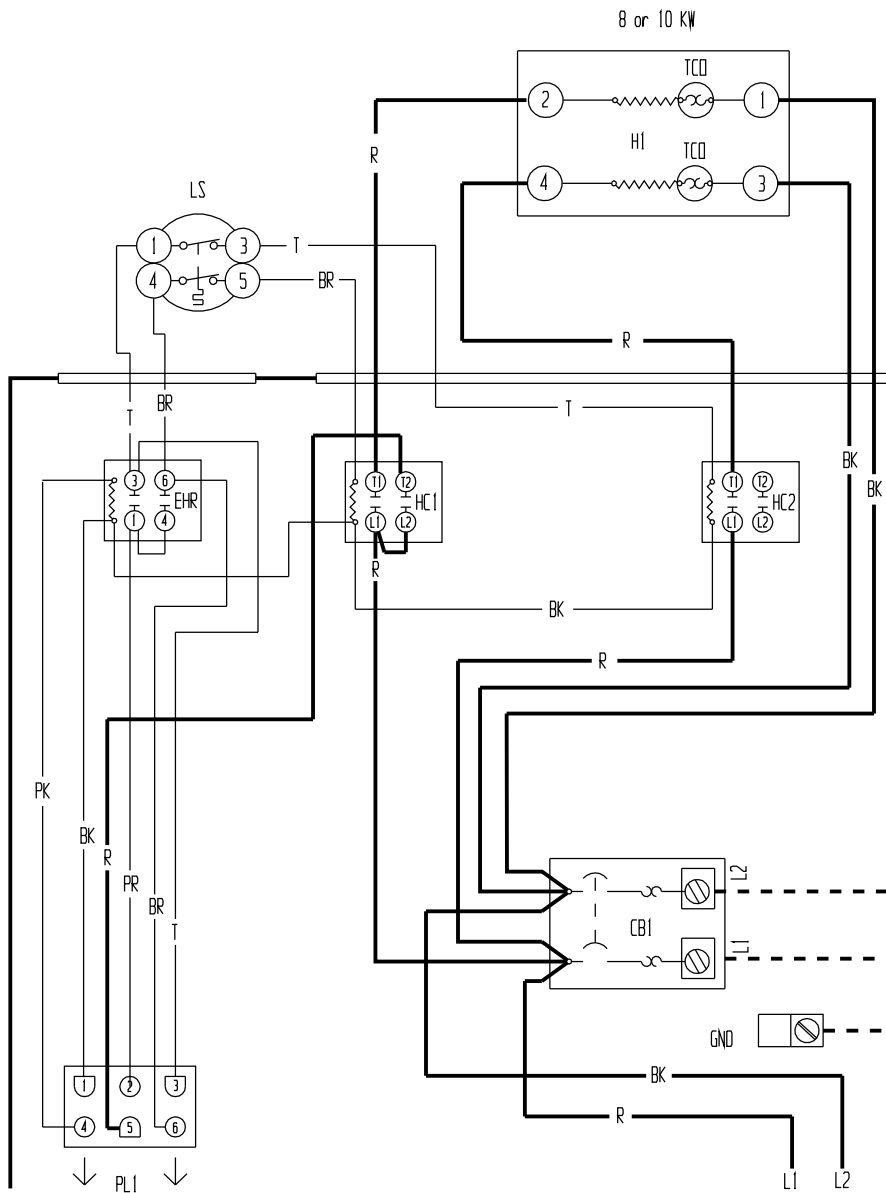 8 or 10 KW
TCO
2
1
R
H1
TCO
4
3
LS
1
3
T
4
5
BR
R
BR
T
T
BK
BK
3
6
EHR
1
4
T1
T2
HC1
L1
L2
T1
T2
HC2
L1
L2
R
BK
R
PK
BK
R
PR
BR
T
L2
CB1
L1
GND
1
2
3
BK
4
5
6
R
PL1
L1
L2